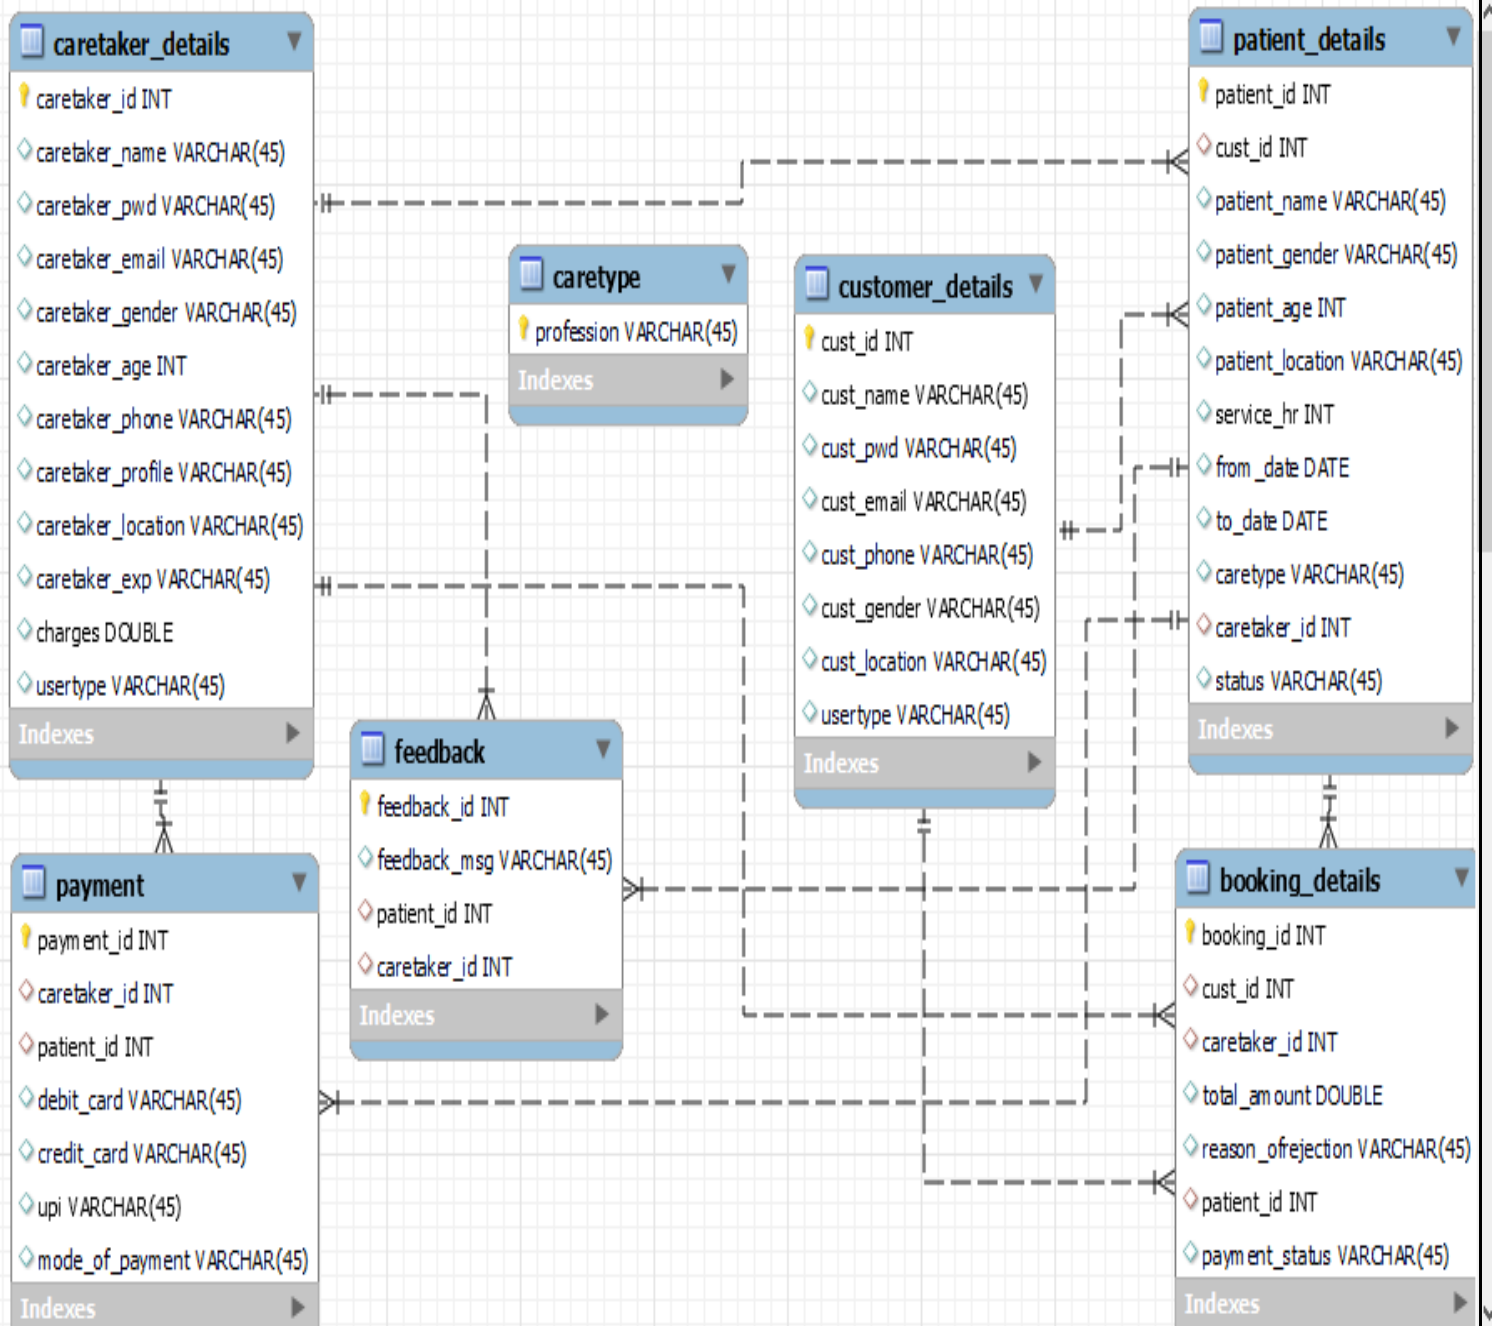 caretaker_details
caretaker_id INT
caretaker_name VARCHAR(45)
caretaker_pwd VARCHAR(45)
caretaker_email VARCHAR(45)
caretaker_gender VARCHAR(45)
caretaker_age INT
caretaker_phone VARCHAR(45)
caretaker_profile VARCHAR(45)
caretaker_location VARCHAR(45)
caretaker_exp VARCHAR(45)
charges DOUBLE
usertype VARCHAR(45)
Indexes
caretype
profession VARCHAR(45)
Indexes
customer_details
cust_id INT
cust_name VARCHAR(45)
cust_pwd VARCHAR(45)
cust_email VARCHAR(45)
cust_phone VARCHAR(45)
cust_gender VARCHAR(45)
cust_location VARCHAR(45)
usertype VARCHAR(45)
Indexes
patient_details
patient_id INT
cust_id INT
patient_name VARCHAR(45)
patient_gender VARCHAR(45)
patient_age INT
patient_location VARCHAR(45)
service_hr INT
from_date DATE
to_date DATE
caretype VARCHAR(45)
caretaker_id INT
status VARCHAR(45)
Indexes
payment
payment_id INT
caretaker_id INT
patient_id INT
debit_card VARCHAR(45)
credit_card VARCHAR(45)
upi VARCHAR(45)
mode_of_payment VARCHAR(45)
Indexes
feedback
feedback_id INT
feedback_msg VARCHAR(45)
patient_id INT
caretaker_id INT
Indexes
booking_details
booking_id INT
cust_id INT
caretaker_id INT
total_amount DOUBLE
reason_ofrejection VARCHAR(45)
patient_id INT
payment_status VARCHAR(45)
Indexes